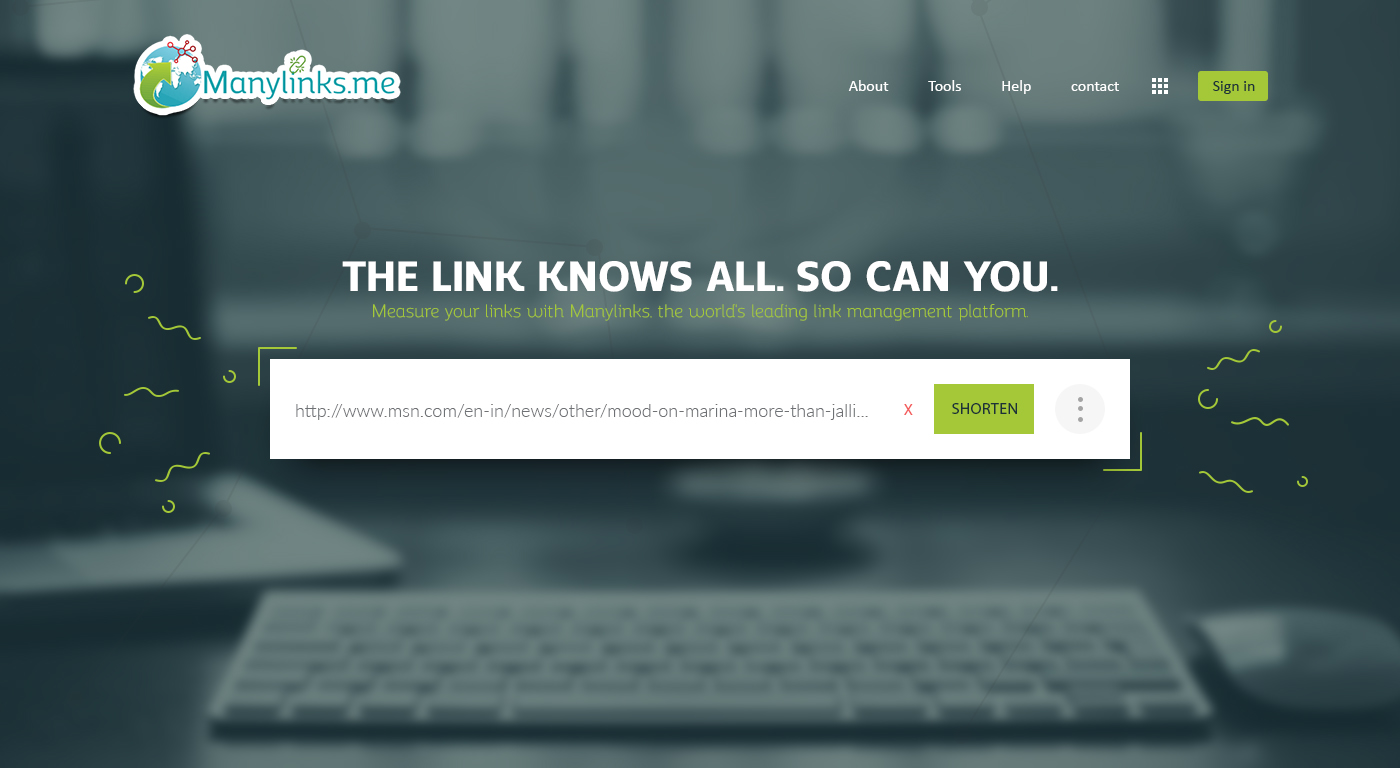 Manylinks.me
About Tools Help contact Sign in
THE LINK KNOWS ALL. SO CAN YOU.
Measure your links with Manylinks, the world's leading link management platform.
http://www.msn.com/en-in/news/other/mood-on-marina-more-than-jalli... X SHORTEN